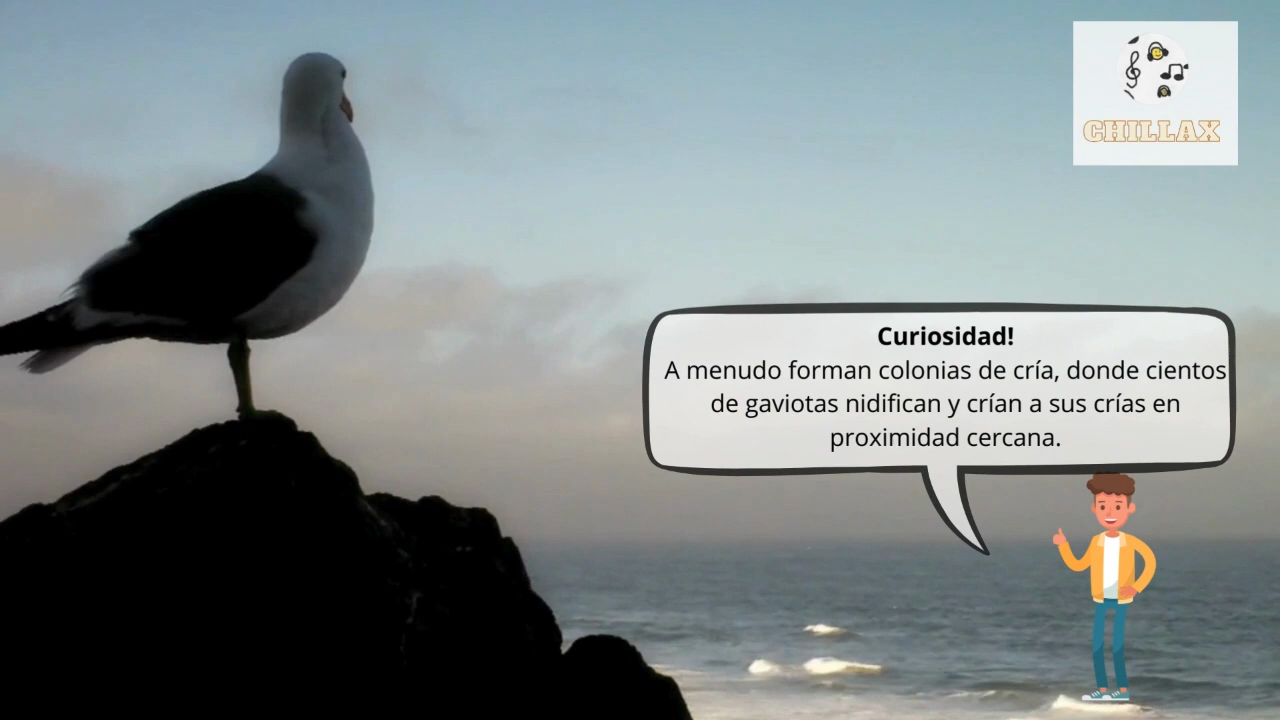 CHILLAX
Curiosidad!
A menudo forman colonias de cría, donde cientos
de gaviotas nidifican y crían a sus crías en
proximidad cercana.